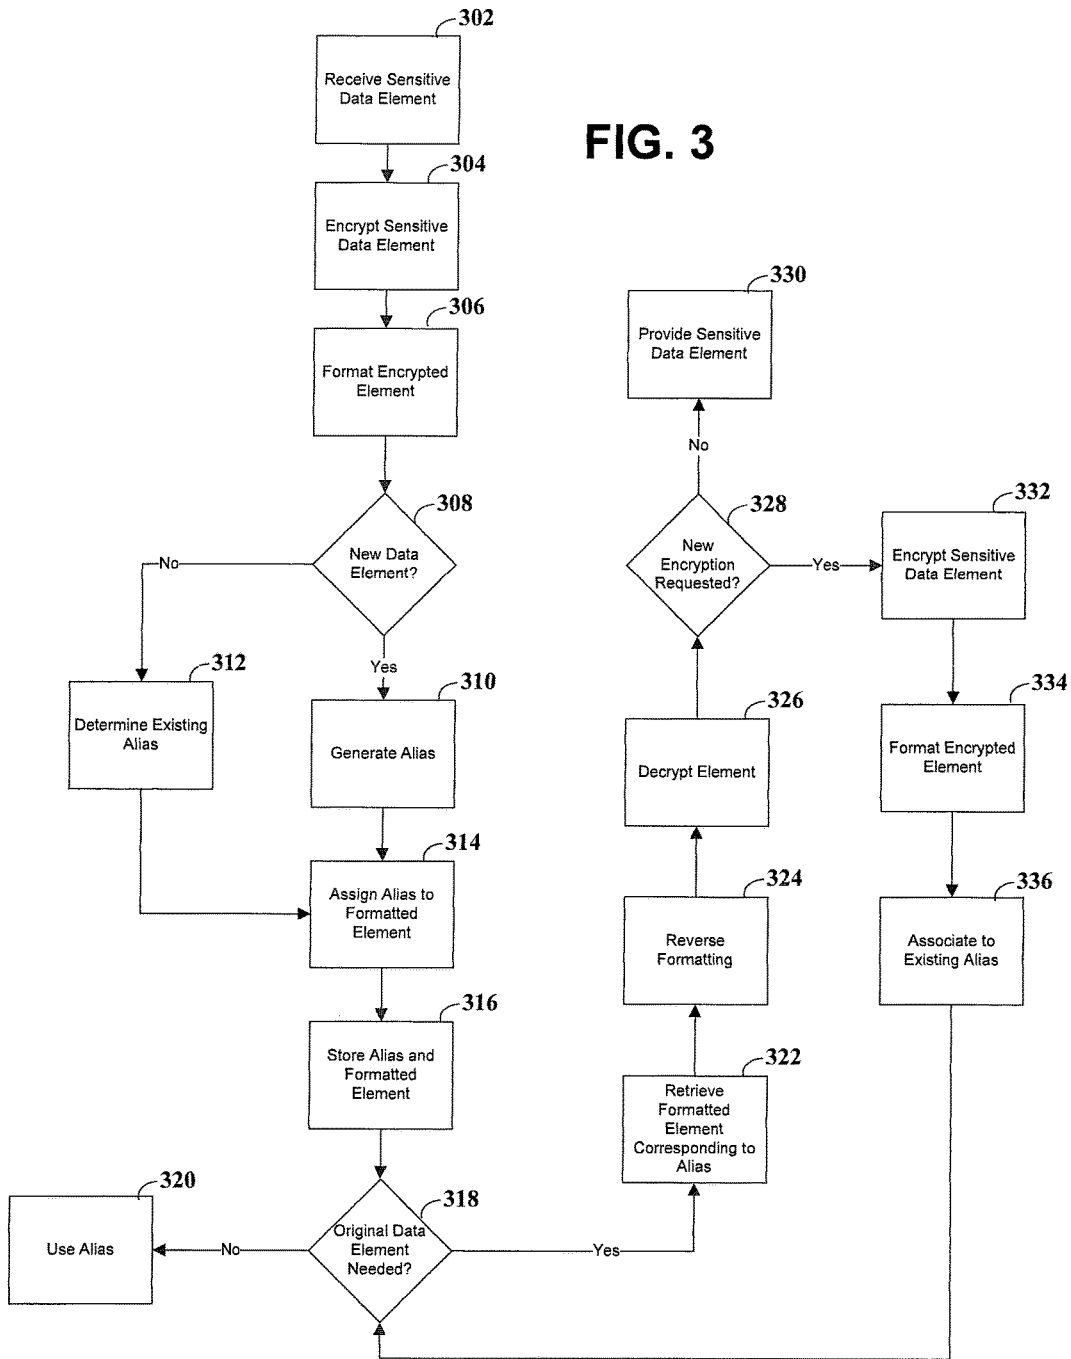 302
Receive Sensitive
Data Element
FIG. 3
304
Encrypt Sensitive
Data Element
306
Format Encrypted
Element
308
New Data
Element?
No
Yes
312
Determine Existing
Alias
310
Generate Alias
314
Assign Alias to
Formatted
Element
316
Store Alias and
Formatted
Element
318
Original Data
Element
Needed?
No
320
Use Alias
Yes
322
Retrieve
Formatted
Element
Corresponding to
Alias
324
Reverse
Formatting
326
Decrypt Element
328
New
Encryption
Requested?
No
330
Provide Sensitive
Data Element
Yes
332
Encrypt Sensitive
Data Element
334
Format Encrypted
Element
336
Associate to
Existing Alias